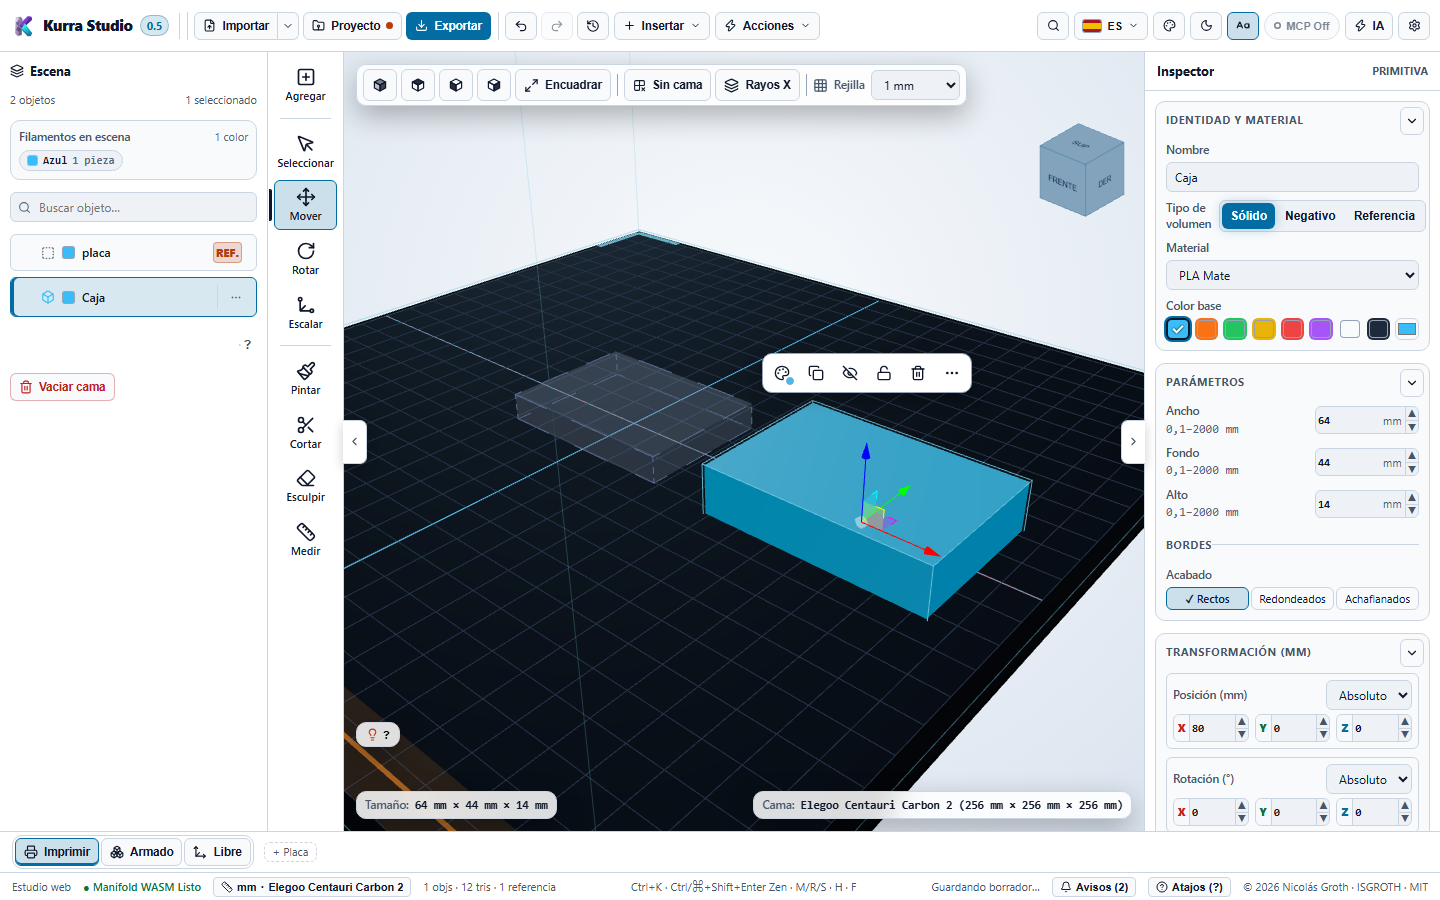 Kurra Studio 0.5
Importar
Proyecto
Exportar
Insertar
Acciones
ES
Aa
MCP Off
IA
Escena
2 objetos
1 seleccionado
Filamentos en escena
1 color
Azul 1 pieza
Buscar objeto...
placa
REF.
Caja
?
Vaciar cama
Agregar
Seleccionar
Mover
Rotar
Escalar
Pintar
Cortar
Esculpir
Medir
Encuadrar
Sin cama
Rayos X
Rejilla
1 mm
SUP
FRENTE
DER
?
Tamaño: 64 mm × 44 mm × 14 mm
Cama: Elegoo Centauri Carbon 2 (256 mm × 256 mm × 256 mm)
Inspector
PRIMITIVA
IDENTIDAD Y MATERIAL
Nombre
Caja
Tipo de volumen
Sólido
Negativo
Referencia
Material
PLA Mate
Color base
PARÁMETROS
Ancho
0,1–2000 mm
64 mm
Fondo
0,1–2000 mm
44 mm
Alto
0,1–2000 mm
14 mm
BORDES
Acabado
✓ Rectos
Redondeados
Achaflanados
TRANSFORMACIÓN (MM)
Posición (mm)
Absoluto
X 80
Y 0
Z 0
Rotación (°)
Absoluto
X 0
Y 0
Z 0
Imprimir
Armado
Libre
+ Placa
Estudio web
Manifold WASM Listo
mm · Elegoo Centauri Carbon 2
1 objs · 12 tris · 1 referencia
Ctrl+K · Ctrl/⌘+Shift+Enter Zen · M/R/S · H · F
Guardando borrador...
Avisos (2)
Atajos (?)
© 2026 Nicolás Groth · ISGROTH · MIT